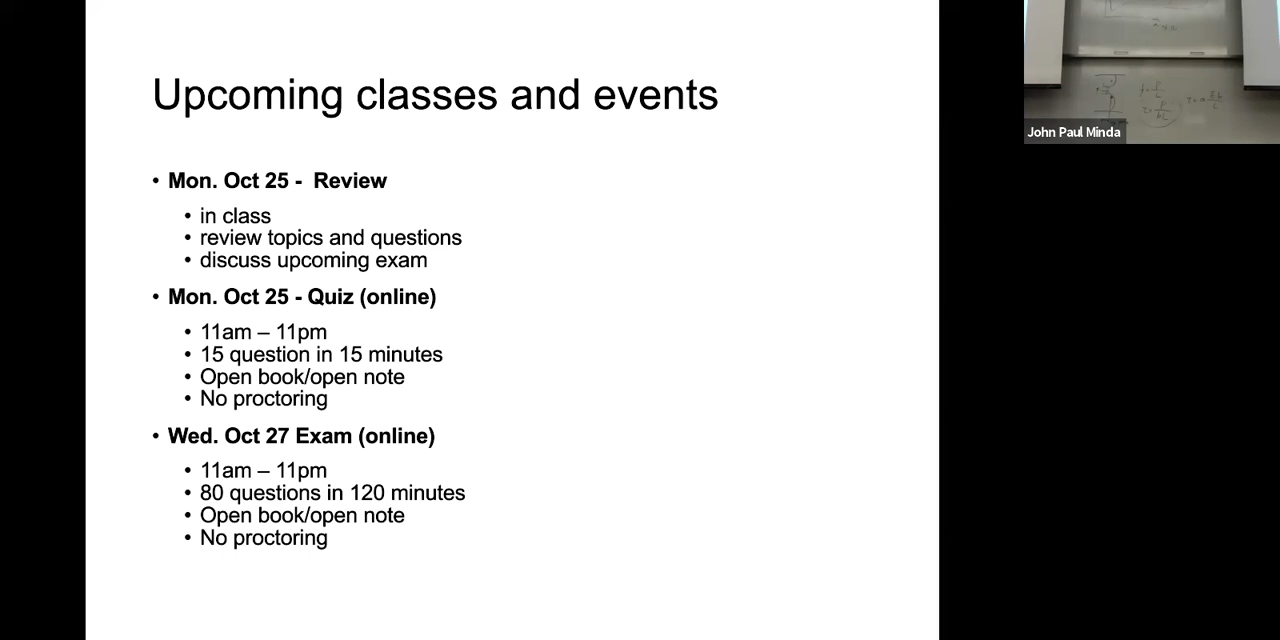 Upcoming classes and events
• Mon. Oct 25 -  Review
• in class
• review topics and questions
• discuss upcoming exam
• Mon. Oct 25 - Quiz (online)
• 11am – 11pm
• 15 question in 15 minutes
• Open book/open note
• No proctoring
• Wed. Oct 27 Exam (online)
• 11am – 11pm
• 80 questions in 120 minutes
• Open book/open note
• No proctoring
John Paul Minda